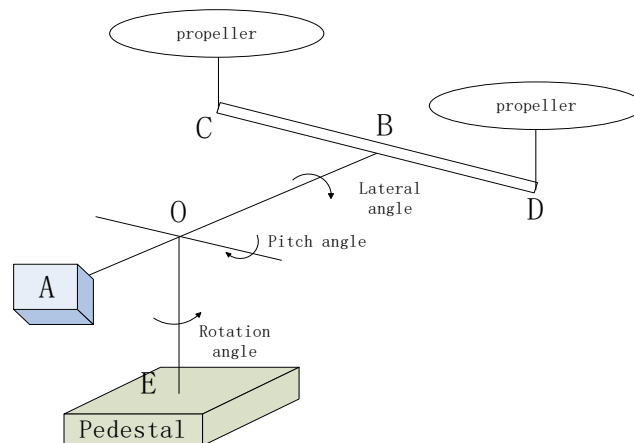 propeller
propeller
C
B
D
Lateral
angle
O
Pitch angle
A
Rotation
angle
E
Pedestal